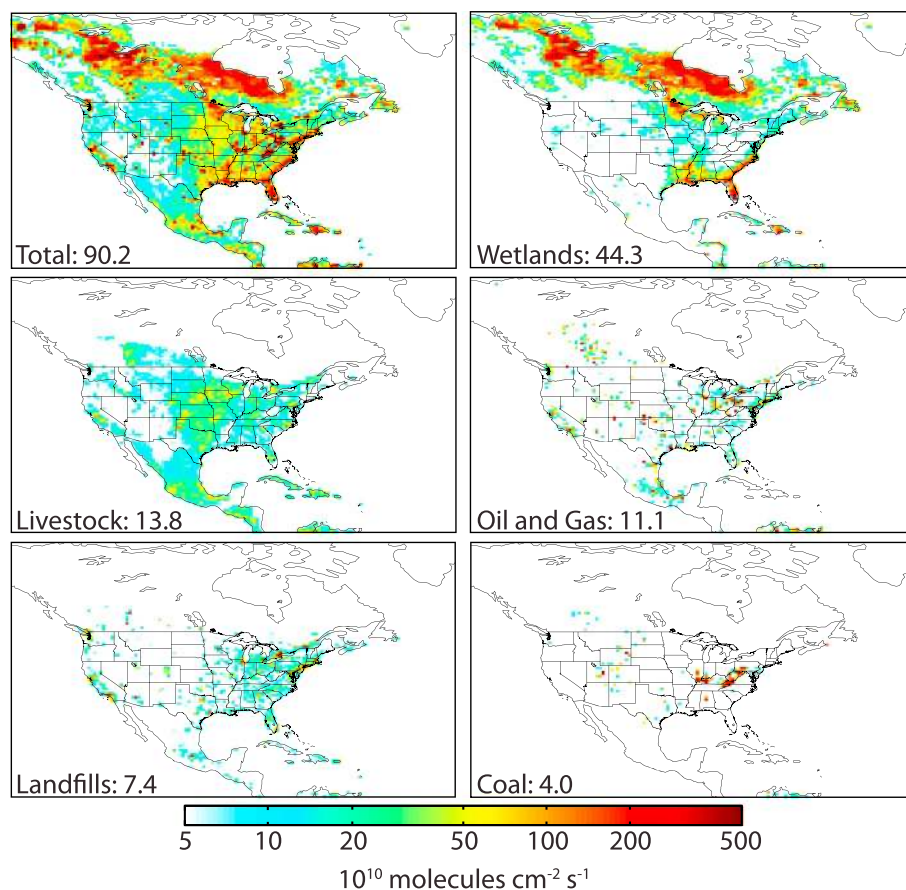 Total: 90.2
Wetlands: 44.3
Livestock: 13.8
Oil and Gas: 11.1
Landfills: 7.4
Coal: 4.0
5 10 20 50 100 200 500
10¹⁰ molecules cm⁻² s⁻¹